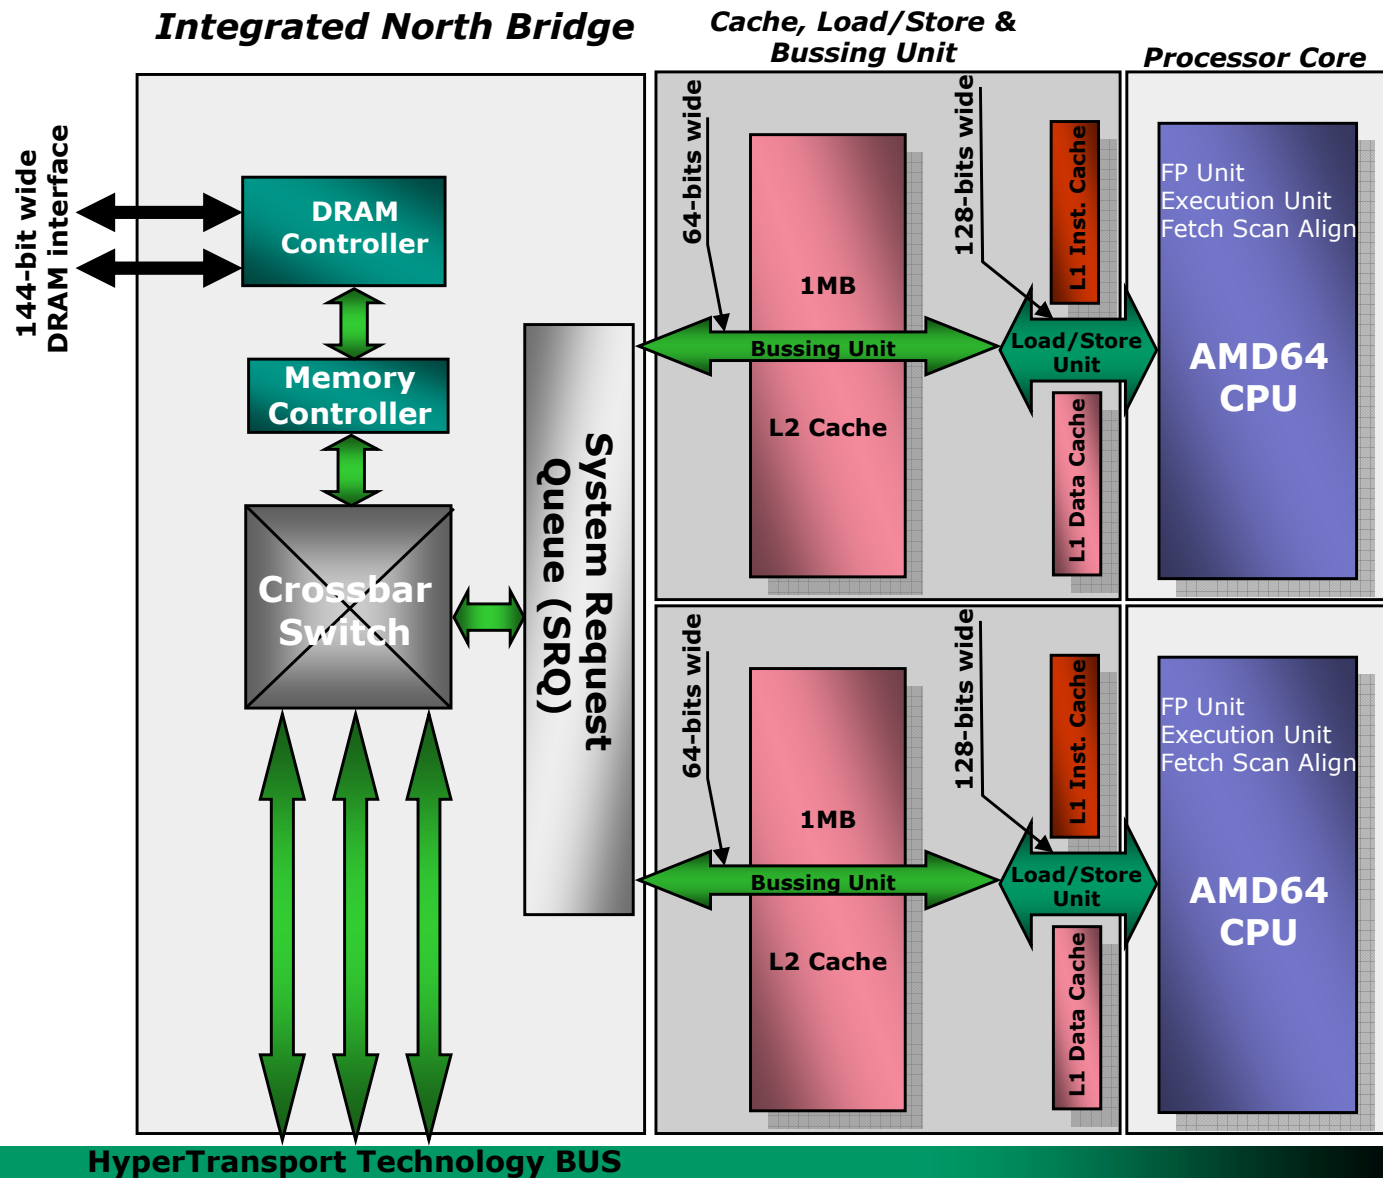 Integrated North Bridge
Cache, Load/Store &
Bussing Unit
Processor Core
144-bit wide
DRAM interface
DRAM
Controller
Memory
Controller
Crossbar
Switch
System Request
Queue (SRQ)
64-bits wide
1MB
Bussing Unit
L2 Cache
128-bits wide
L1 Inst. Cache
Load/Store
Unit
L1 Data Cache
FP Unit
Execution Unit
Fetch Scan Align
AMD64
CPU
64-bits wide
1MB
Bussing Unit
L2 Cache
128-bits wide
L1 Inst. Cache
Load/Store
Unit
L1 Data Cache
FP Unit
Execution Unit
Fetch Scan Align
AMD64
CPU
HyperTransport Technology BUS